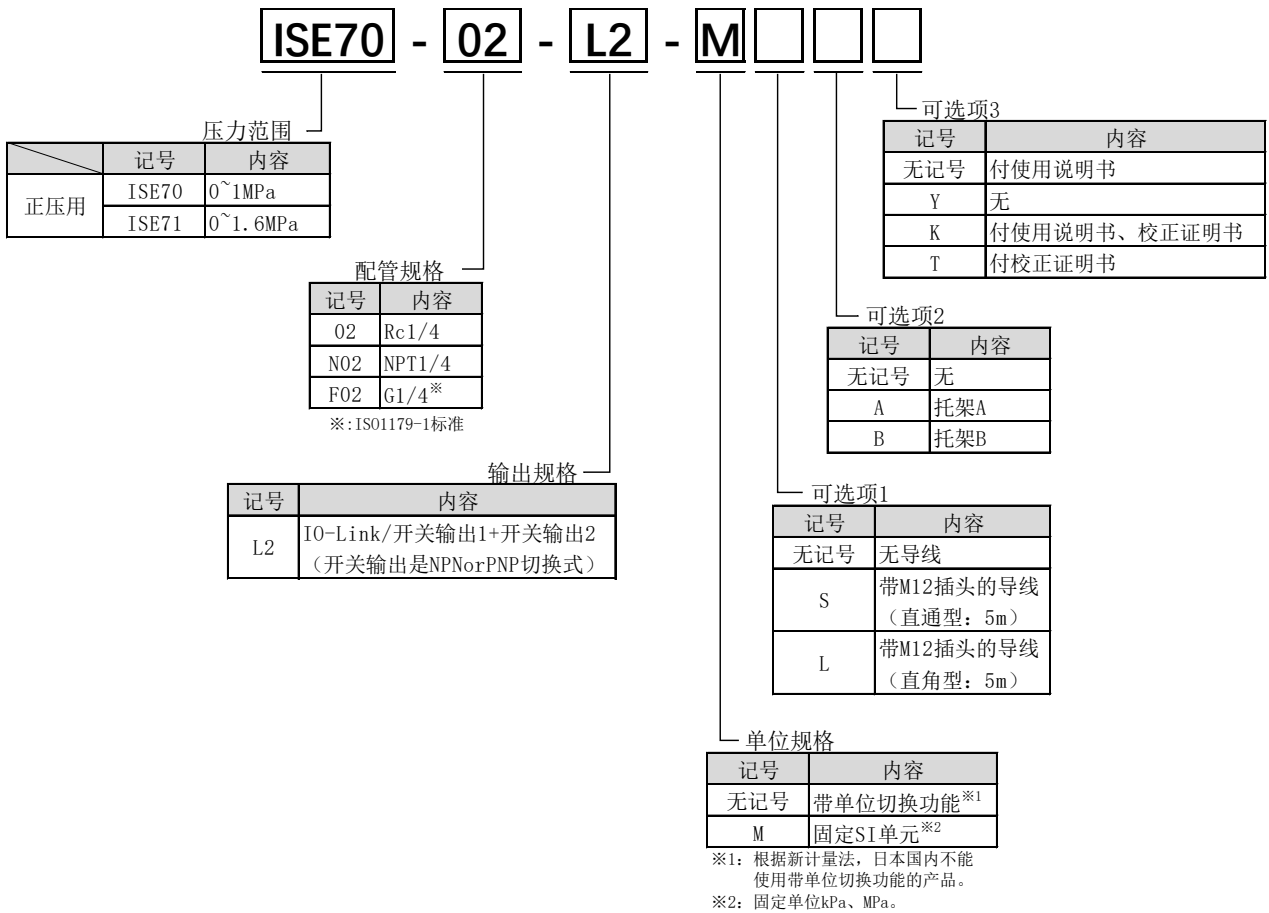 ISE70 - 02 - L2 - M
压力范围
记号 内容
正压用 ISE70 0~1MPa
ISE71 0~1.6MPa
配管规格
记号 内容
02 Rc1/4
N02 NPT1/4
F02 G1/4※
※:ISO1179-1标准
输出规格
记号 内容
L2 IO-Link/开关输出1+开关输出2
（开关输出是NPNorPNP切换式）
可选项3
记号 内容
无记号 付使用说明书
Y 无
K 付使用说明书、校正证明书
T 付校正证明书
可选项2
记号 内容
无记号 无
A 托架A
B 托架B
可选项1
记号 内容
无记号 无导线
S 带M12插头的导线
（直通型：5m）
L 带M12插头的导线
（直角型：5m）
单位规格
记号 内容
无记号 带单位切换功能※1
M 固定SI单元※2
※1：根据新计量法，日本国内不能
使用带单位切换功能的产品。
※2：固定单位kPa、MPa。